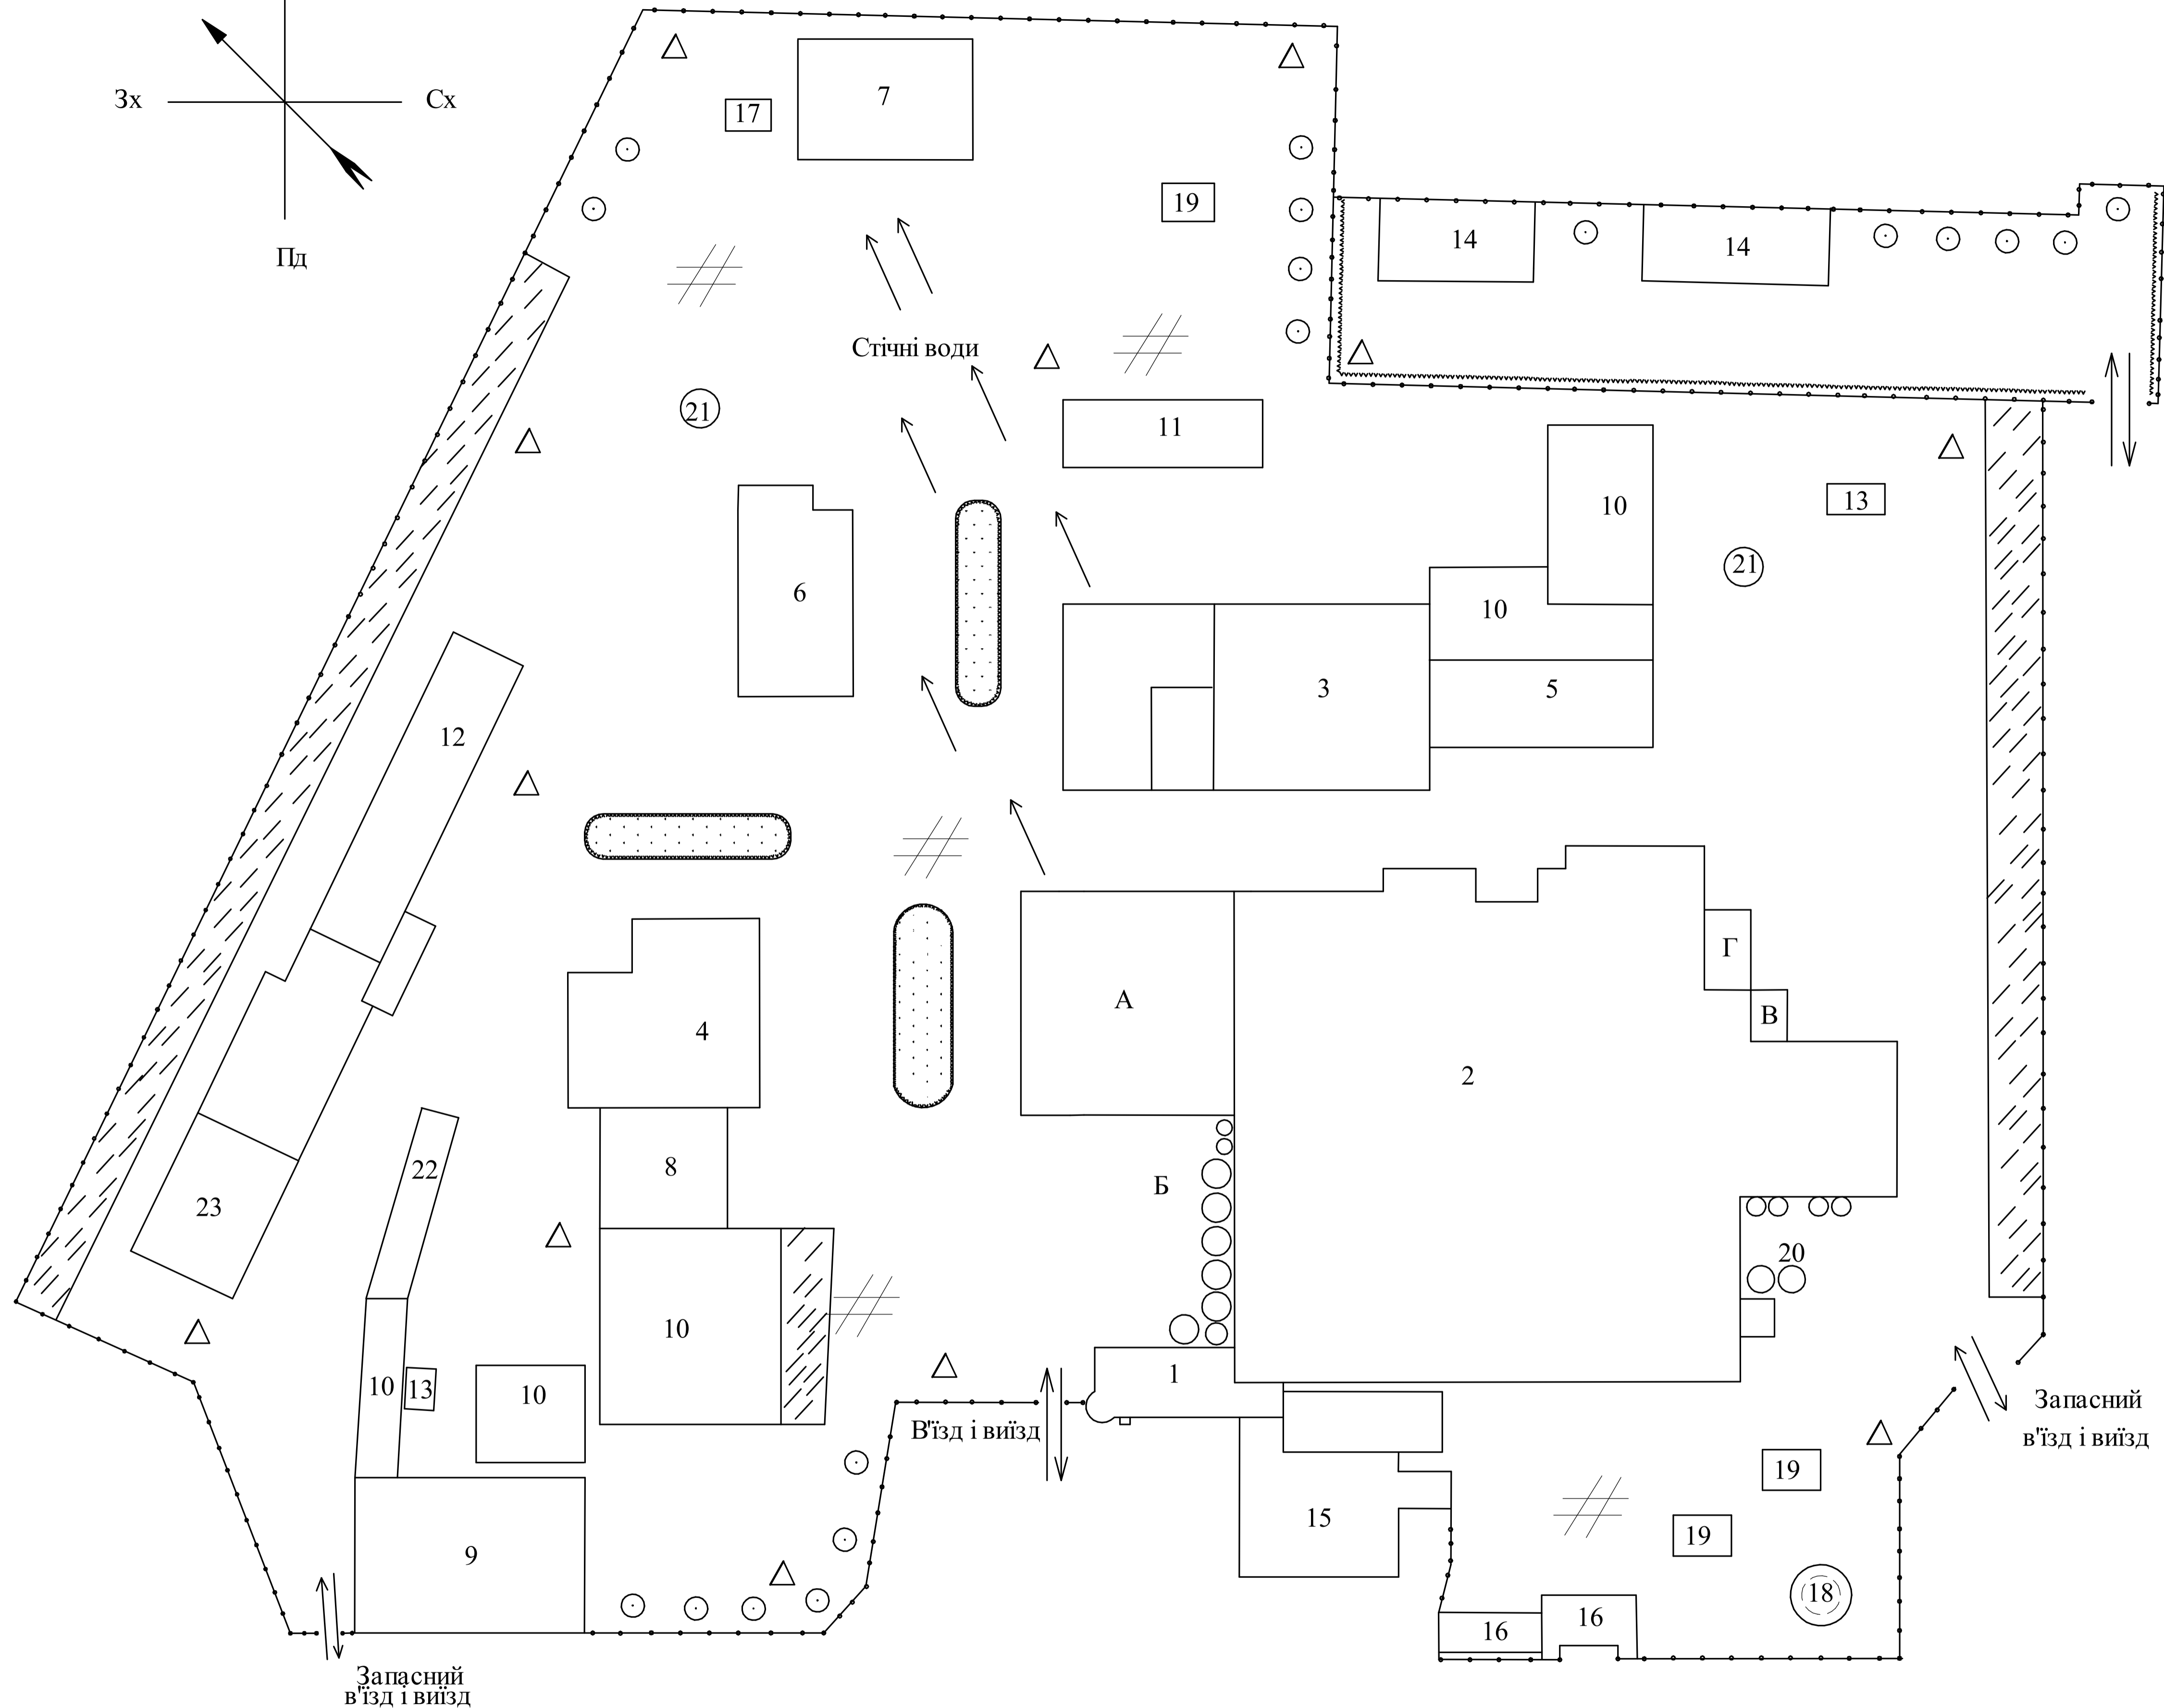 Зх
Сх
Пд
7
17
19
14
14
Стічні води
21
11
10
13
21
6
10
3
5
12
А
Г
В
4
2
8
Б
22
23
20
10
1
10
13
10
В'їзд і виїзд
Запасний
в'їзд і виїзд
19
15
19
9
18
16
16
Запасний
в'їзд і виїзд